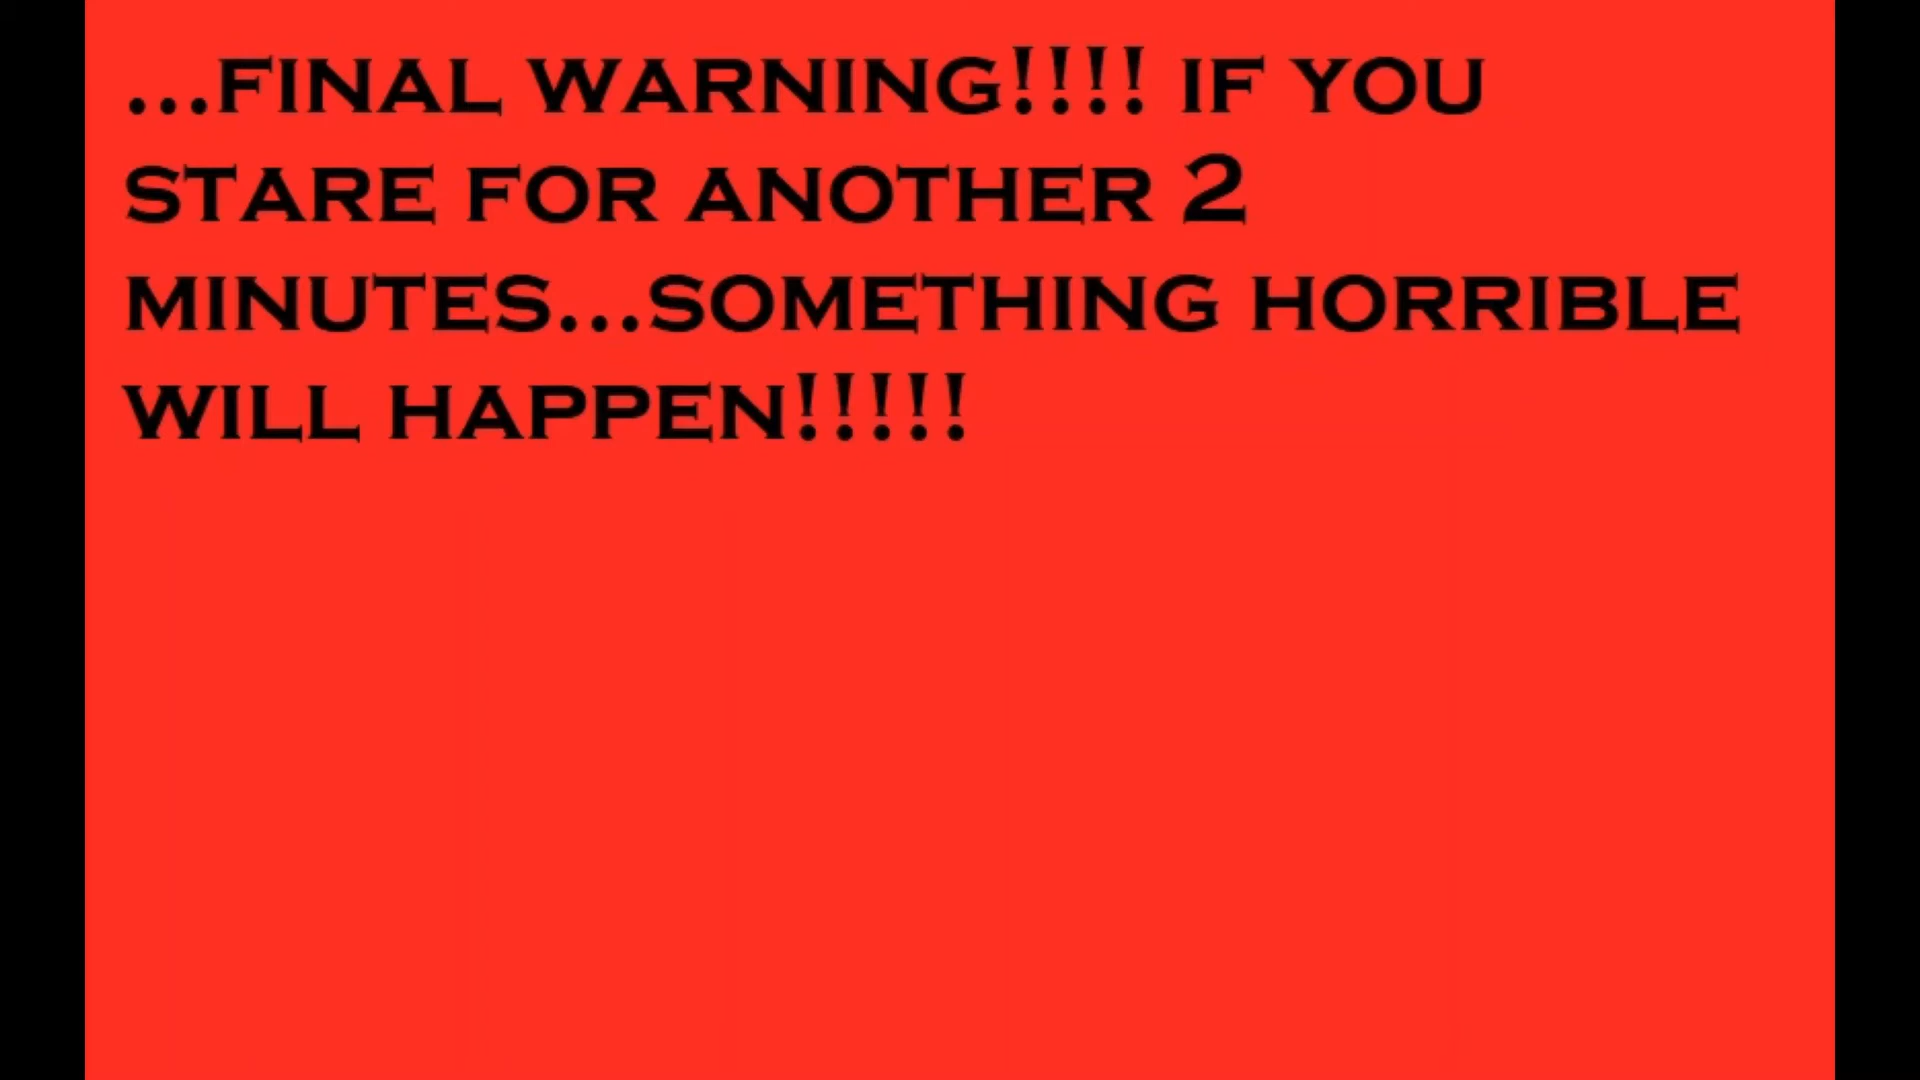 ...FINAL WARNING!!!! IF YOU
STARE FOR ANOTHER 2
MINUTES...SOMETHING HORRIBLE
WILL HAPPEN!!!!!